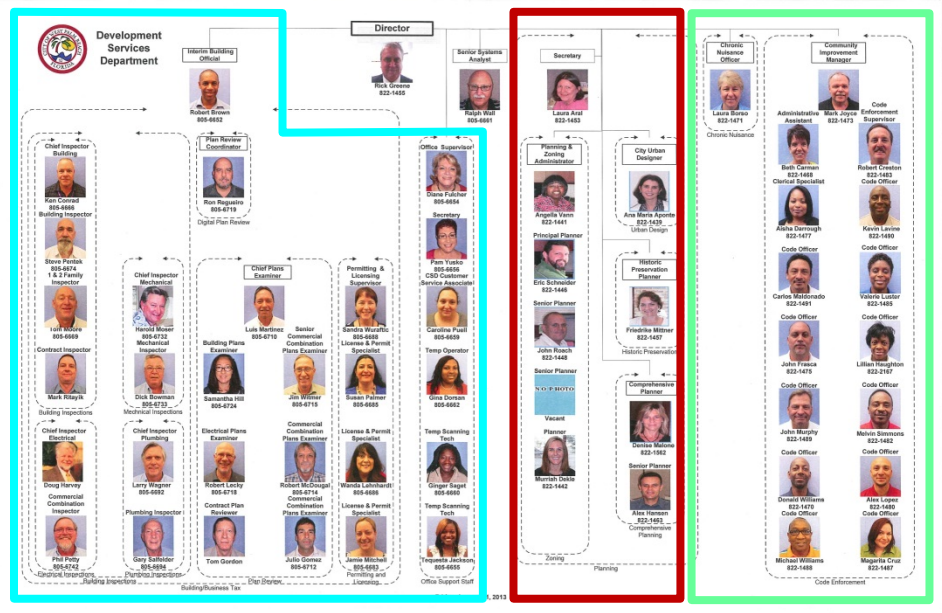 Development
Services
Department
Director
Rick Greene
822-1455
Interim Building
Official
Robert Brown
805-6652
Senior Systems
Analyst
Ralph Wall
805-6661
Chief Inspector
Building
Ken Conrad
805-6666
Building Inspector
Steve Pentek
805-6674
1 & 2 Family
Inspector
Tom Moore
805-6669
Contract Inspector
Mark Ritayik
Building Inspections
Chief Inspector
Electrical
Doug Harvey
Commercial
Combination
Inspector
Phil Petty
805-6742
Electrical Inspections
Chief Inspector
Mechanical
Harold Moser
805-6732
Mechanical
Inspector
Dick Bowman
805-6733
Mechnical Inspections
Chief Inspector
Plumbing
Larry Wagner
805-6692
Plumbing Inspector
Gary Salfelder
805-6694
Plumbing Inspections
Building Inspections
Plan Review
Coordinator
Ron Regueiro
805-6719
Digital Plan Review
Chief Plans
Examiner
Luis Martinez
805-6710
Building Plans
Examiner
Samantha Hill
805-6724
Senior
Commercial
Combination
Plans Examiner
Jim Witmer
805-6715
Electrical Plans
Examiner
Robert Lecky
805-6718
Commercial
Combination
Plans Examiner
Robert McDougal
805-6714
Contract Plan
Reviewer
Tom Gordon
Commercial
Combination
Plans Examiner
Julio Gomez
805-6712
Plan Review
Permitting &
Licensing
Supervisor
Sandra Wuraftic
805-6688
License & Permit
Specialist
Susan Palmer
805-6685
License & Permit
Specialist
Wanda Lehnhardt
805-6686
License & Permit
Specialist
Jamie Mitchell
805-6683
Permitting and
Licensing
Building/Business Tax
Office Supervisor
Diane Fulcher
805-6654
Secretary
Pam Yusko
805-6656
CSD Customer
Service Associate
Caroline Puell
805-6659
Temp Operator
Gina Dorsan
805-6662
Temp Scanning
Tech
Ginger Saget
805-6660
Temp Scanning
Tech
Tequesta Jackson
805-6655
Office Support Staff
1, 2013
Secretary
Laura Aral
822-1453
Planning &
Zoning
Administrator
Angella Vann
822-1441
Principal Planner
Eric Schneider
822-1446
Senior Planner
John Roach
822-1448
Senior Planner
NO PHOTO
Vacant
Planner
Murriah Dekle
822-1442
Zoning
City Urban
Designer
Ana Maria Aponte
822-1439
Urban Design
Historic
Preservation
Planner
Friedrike Mittner
822-1457
Historic Preservation
Comprehensive
Planner
Denise Malone
822-1562
Senior Planner
Alex Hansen
822-1463
Comprehensive
Planning
Planning
Chronic
Nuisance
Officer
Laura Borso
822-1471
Chronic Nuisance
Community
Improvement
Manager
Mark Joyce
822-1473
Administrative
Assistant
Beth Carman
822-1468
Code
Enforcement
Supervisor
Robert Creston
822-1483
Clerical Specialist
Aisha Darrough
822-1477
Code Officer
Kevin Lavine
822-1490
Code Officer
Carlos Maldonado
822-1491
Code Officer
Valerie Luster
822-1485
Code Officer
John Frasca
822-1475
Code Officer
Lillian Haughton
822-2167
Code Officer
John Murphy
822-1489
Code Officer
Melvin Simmons
822-1482
Code Officer
Donald Williams
822-1470
Code Officer
Alex Lopez
822-1480
Code Officer
Michael Williams
822-1488
Code Officer
Magarita Cruz
822-1487
Code Enforcement